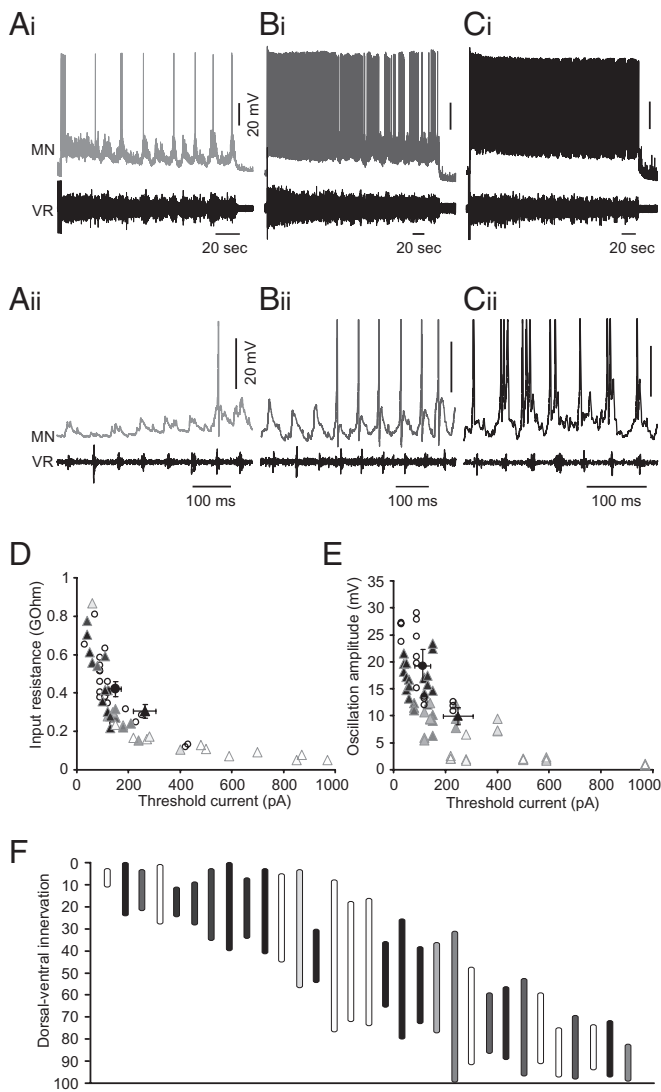 Ai Bi Ci
20 mV
MN
VR
20 sec 20 sec 20 sec
Aii Bii Cii
20 mV
MN
VR
100 ms 100 ms 100 ms
D E
Input resistance (GOhm)
1
0.8
0.6
0.4
0.2
0
0 200 400 600 800 1000
Threshold current (pA)
Oscillation amplitude (mV)
35
30
25
20
15
10
5
0
0 200 400 600 800 1000
Threshold current (pA)
F
Dorsal-ventral innervation
0
10
20
30
40
50
60
70
80
90
100